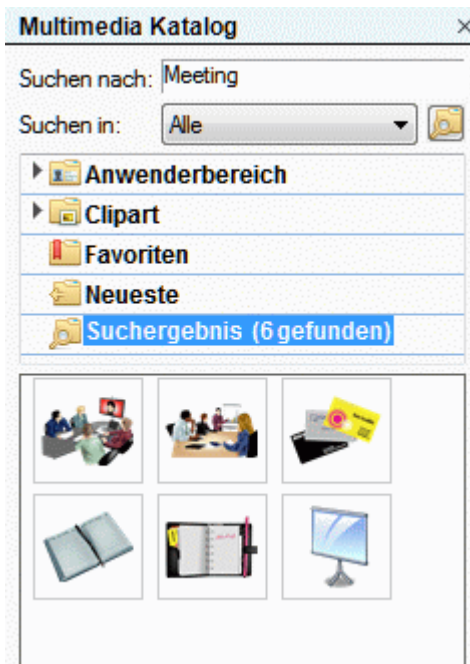 Multimedia Katalog
Suchen nach: Meeting
Suchen in: Alle
Anwenderbereich
Clipart
Favoriten
Neueste
Suchergebnis (6 gefunden)